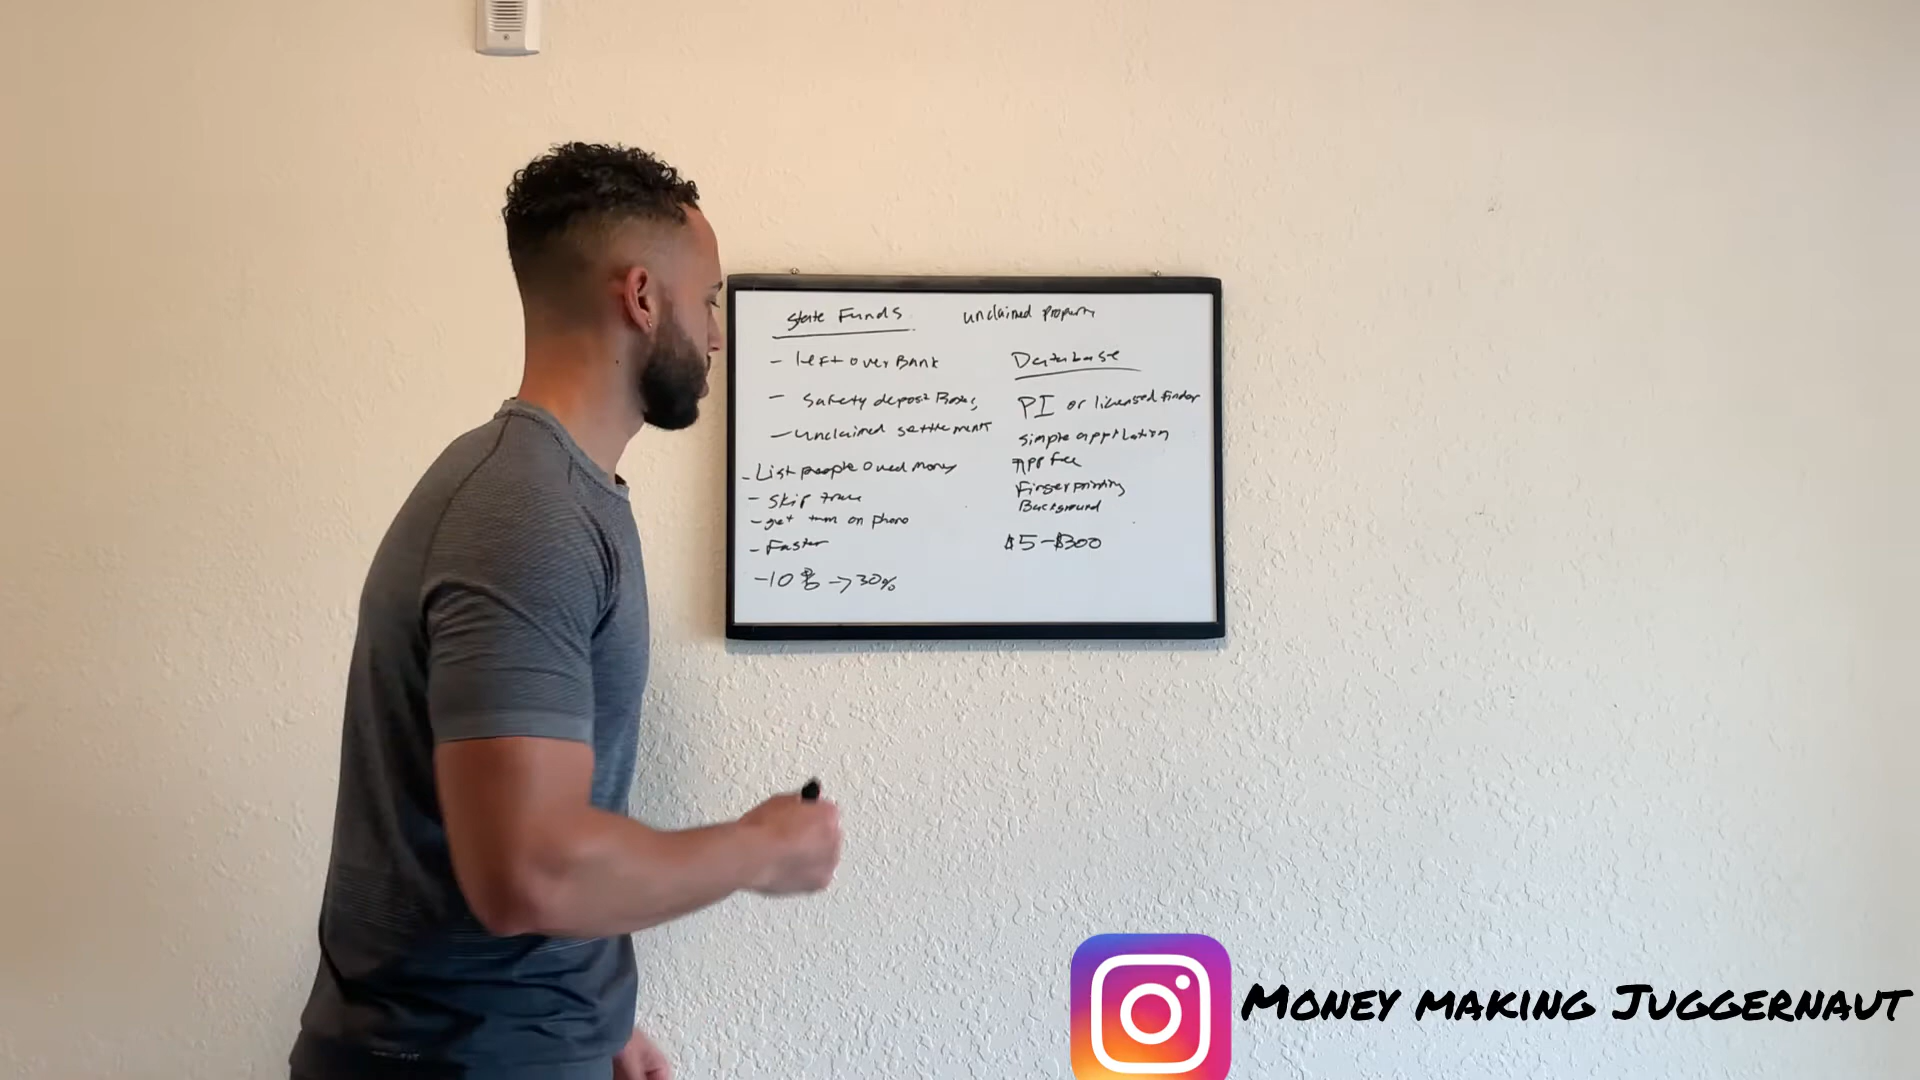 State Funds
unclaimed property
- left over Bank
- Safety deposit Boxes
- unclaimed settlements
- List people owed money
- Skip trace
- get them on phone
- Faster
- 10% → 30%
Database
PI or licensed finder
Simple application
App fee
Fingerprinting
Background
$5-$300
Money making Juggernaut